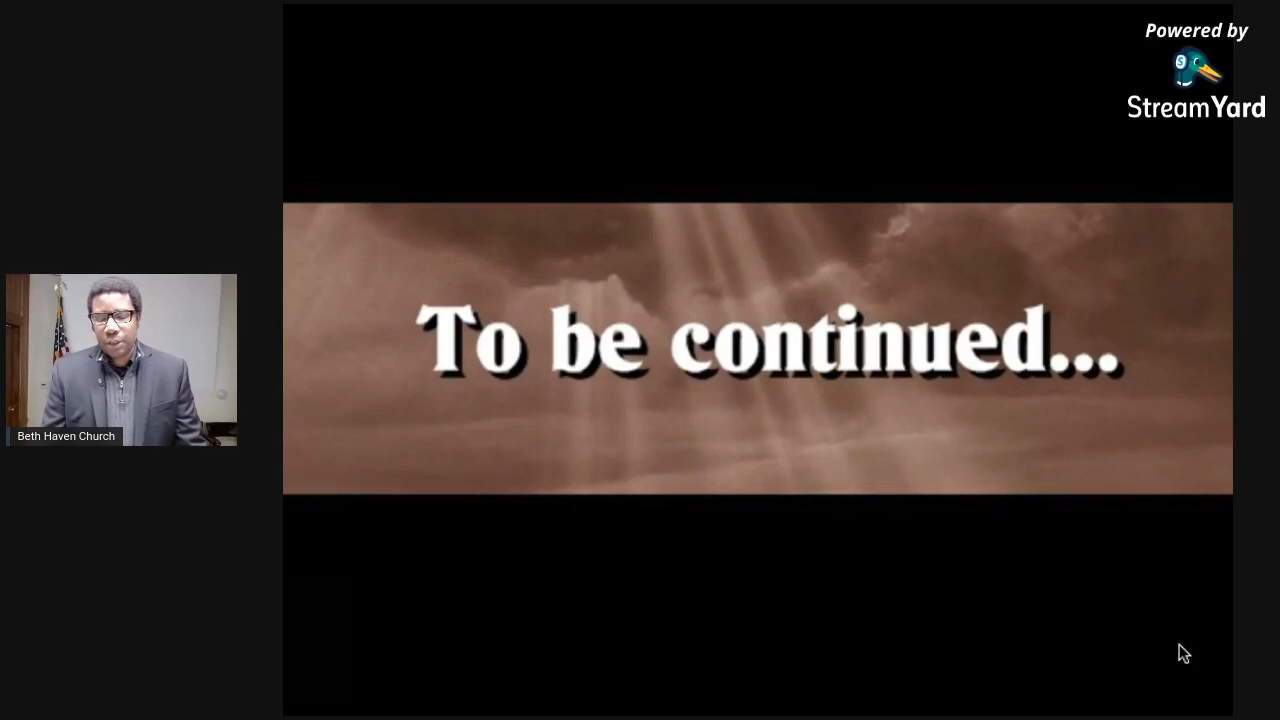 Powered by
S
StreamYard
To be continued...
Beth Haven Church